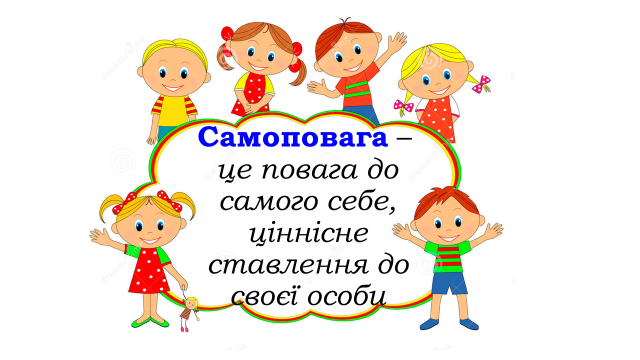 Самоповага –
це повага до
самого себе,
ціннісне
ставлення до
своєї особи